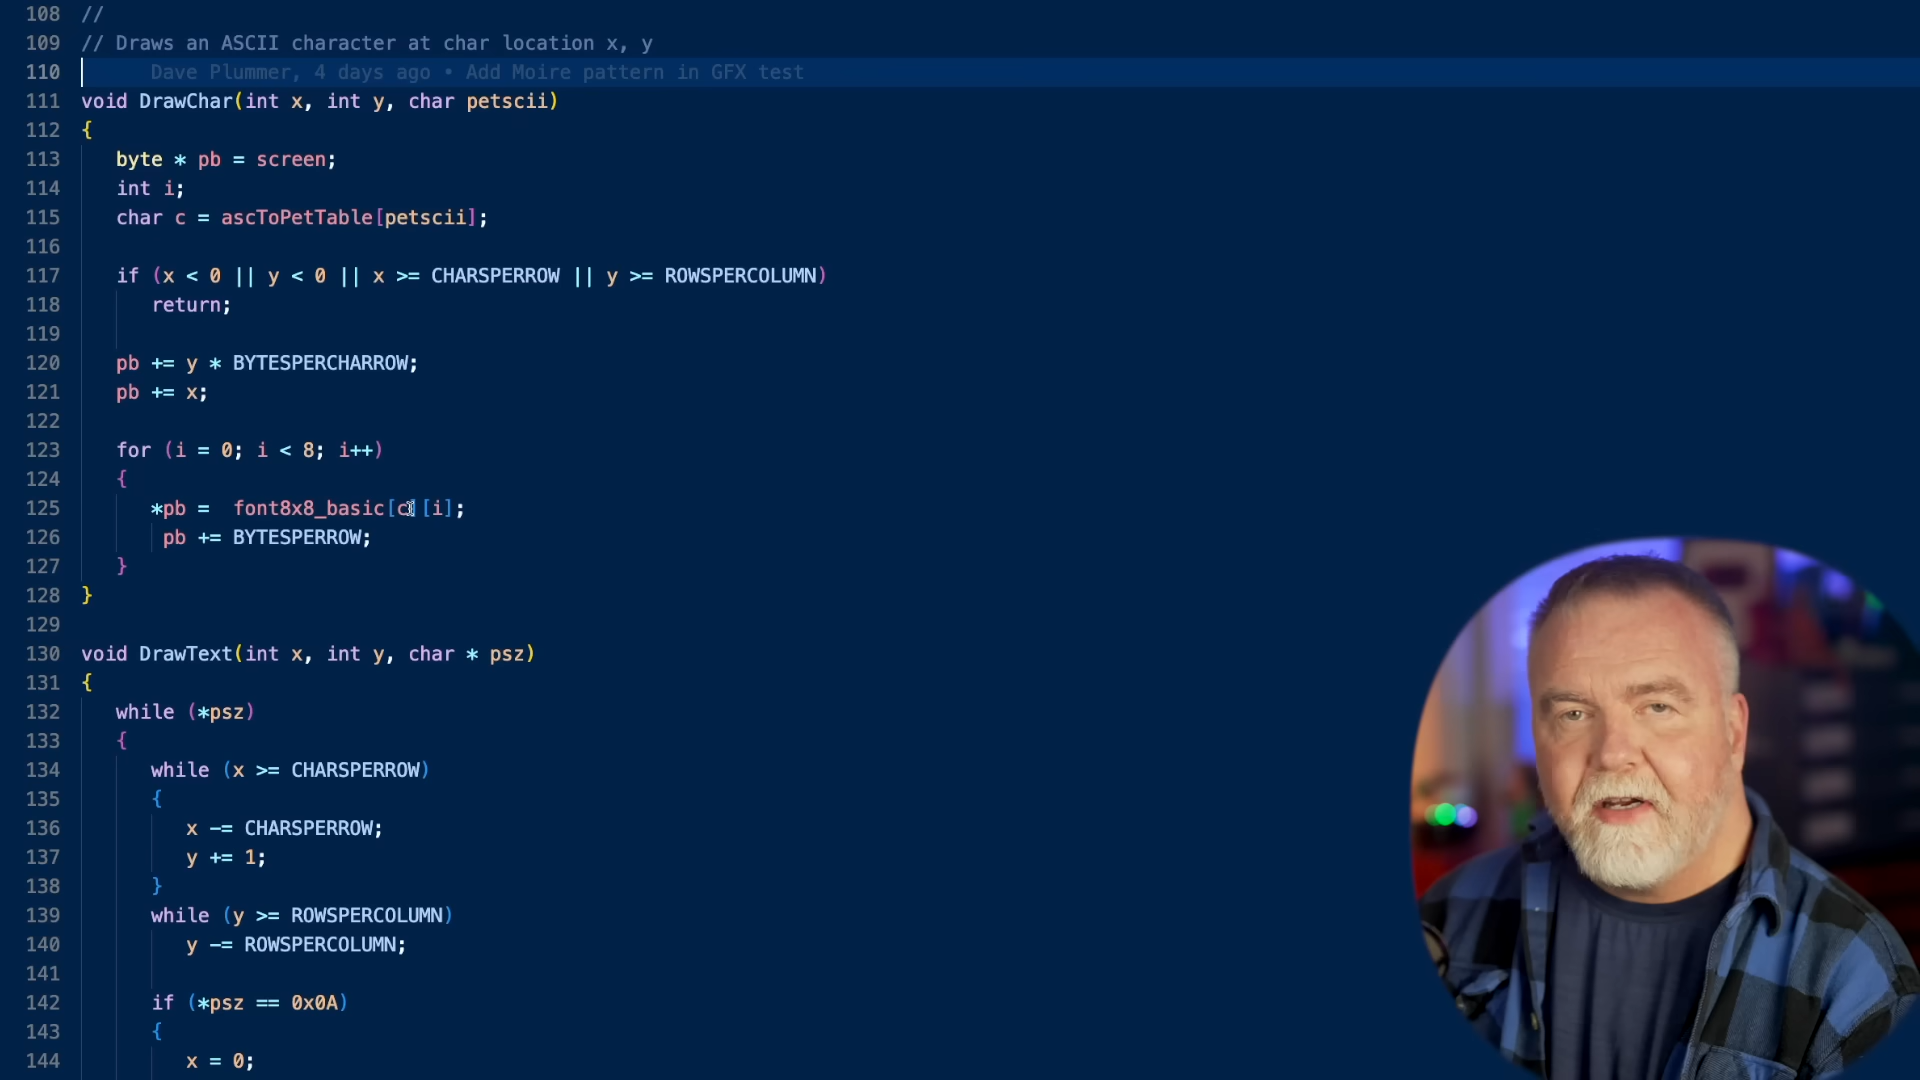 108 //
109 // Draws an ASCII character at char location x, y
110 Dave Plummer, 4 days ago • Add Moire pattern in GFX test
111 void DrawChar(int x, int y, char petscii)
112 {
113 byte * pb = screen;
114 int i;
115 char c = ascToPetTable[petscii];
116
117 if (x < 0 || y < 0 || x >= CHARSPERROW || y >= ROWSPERCOLUMN)
118 return;
119
120 pb += y * BYTESPERCHARROW;
121 pb += x;
122
123 for (i = 0; i < 8; i++)
124 {
125 *pb =  font8x8_basic[c][i];
126 pb += BYTESPERROW;
127 }
128 }
129
130 void DrawText(int x, int y, char * psz)
131 {
132 while (*psz)
133 {
134 while (x >= CHARSPERROW)
135 {
136 x -= CHARSPERROW;
137 y += 1;
138 }
139 while (y >= ROWSPERCOLUMN)
140 y -= ROWSPERCOLUMN;
141
142 if (*psz == 0x0A)
143 {
144 x = 0;